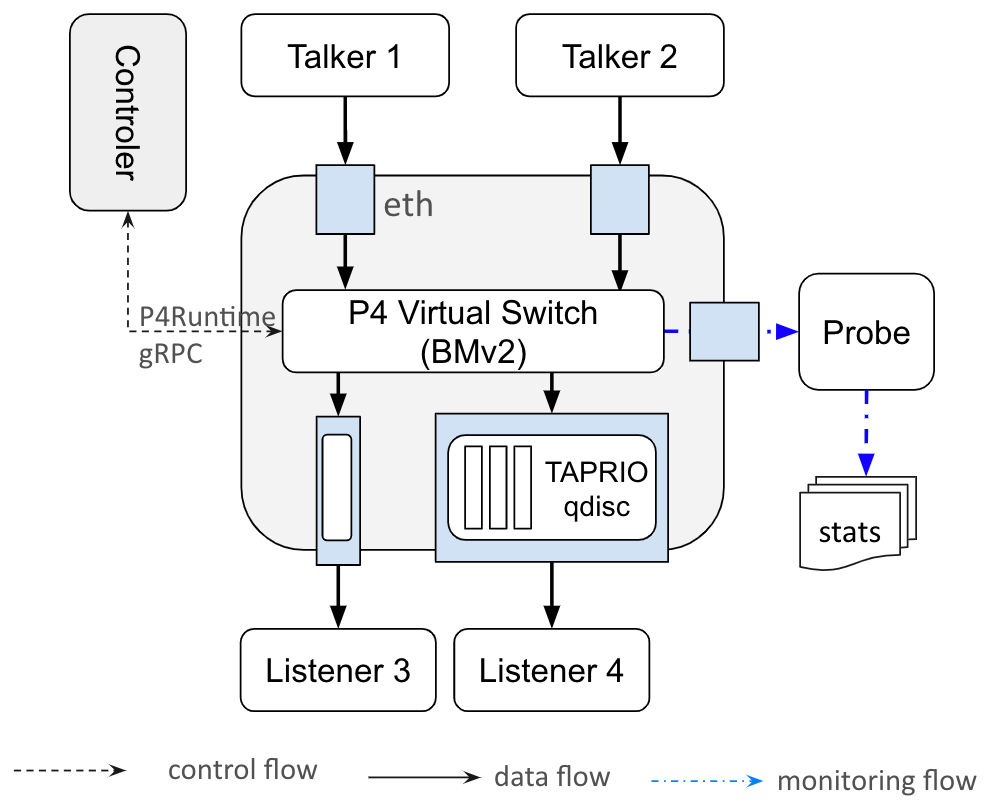 Controler
Talker 1
Talker 2
eth
P4Runtime
gRPC
P4 Virtual Switch
(BMv2)
Probe
TAPRIO
qdisc
stats
Listener 3
Listener 4
control flow
data flow
monitoring flow